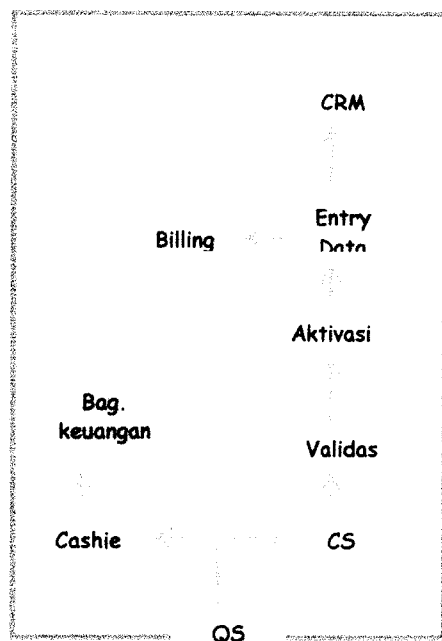 CRM
Entry
Billing
Data
Aktivasi
Bag.
keuangan
Validas
Cashie
CS
QS